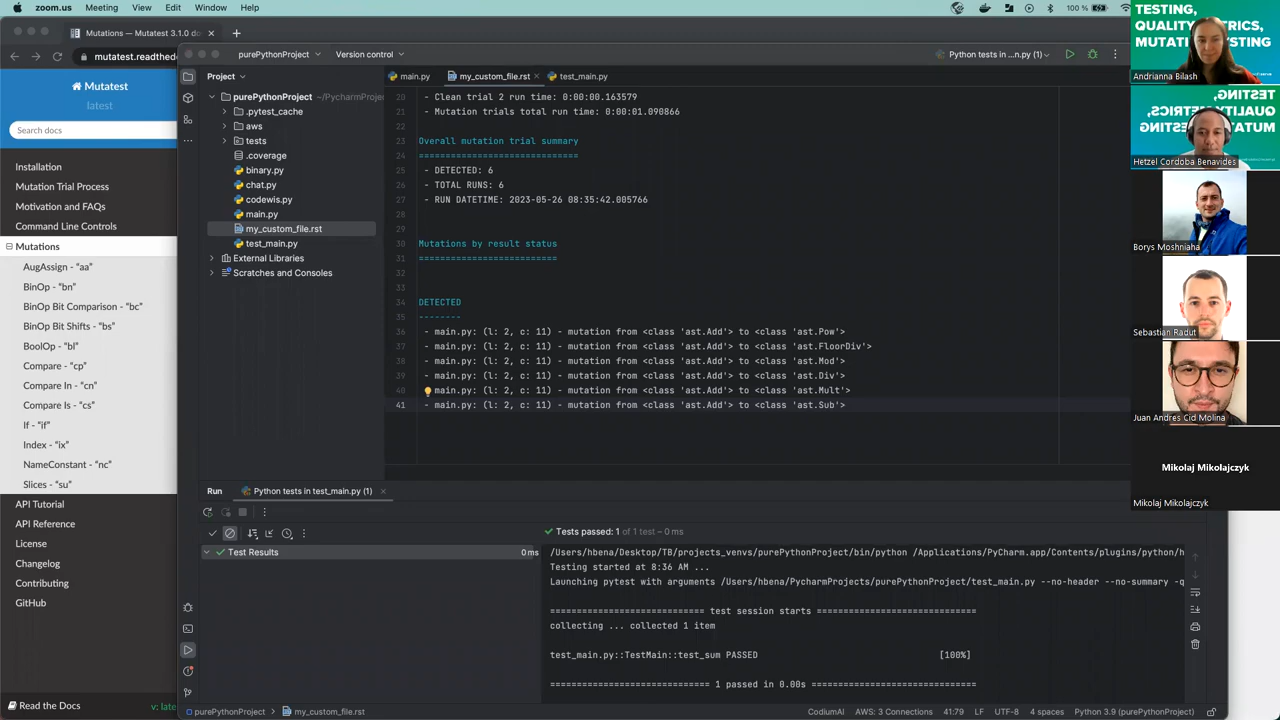 zoom.us Meeting View Edit Window Help
100 %
Mutations — Mutatest 3.1.0 do
mutatest.readthedo
Mutatest
latest
Search docs
Installation
Mutation Trial Process
Motivation and FAQs
Command Line Controls
Mutations
AugAssign - “aa”
BinOp - “bn”
BinOp Bit Comparison - “bc”
BinOp Bit Shifts - “bs”
BoolOp - “bl”
Compare - “cp”
Compare In - “cn”
Compare Is - “cs”
If - “if”
Index - “ix”
NameConstant - “nc”
Slices - “su”
API Tutorial
API Reference
License
Changelog
Contributing
GitHub
Read the Docs v: late
purePythonProject Version control
Python tests in ...n.py (1)
Project
purePythonProject ~/PycharmProjec
.pytest_cache
aws
tests
.coverage
binary.py
chat.py
codewis.py
main.py
my_custom_file.rst
test_main.py
External Libraries
Scratches and Consoles
main.py my_custom_file.rst test_main.py
20 - Clean trial 2 run time: 0:00:00.163579
21 - Mutation trials total run time: 0:00:01.090868
22
23 Overall mutation trial summary
24 ==============================
25 - DETECTED: 6
26 - TOTAL RUNS: 6
27 - RUN DATETIME: 2023-05-26 08:35:42.005766
28
29
30 Mutations by result status
31 ==========================
32
33
34 DETECTED
35 --------
36 - main.py: (l: 2, c: 11) - mutation from <class 'ast.Add'> to <class 'ast.Pow'>
37 - main.py: (l: 2, c: 11) - mutation from <class 'ast.Add'> to <class 'ast.FloorDiv'>
38 - main.py: (l: 2, c: 11) - mutation from <class 'ast.Add'> to <class 'ast.Mod'>
39 - main.py: (l: 2, c: 11) - mutation from <class 'ast.Add'> to <class 'ast.Div'>
40 - main.py: (l: 2, c: 11) - mutation from <class 'ast.Add'> to <class 'ast.Mult'>
41 - main.py: (l: 2, c: 11) - mutation from <class 'ast.Add'> to <class 'ast.Sub'>
Run Python tests in test_main.py (1)
Test Results 0 ms
Tests passed: 1 of 1 test – 0 ms
/Users/hbena/Desktop/TB/projects_venvs/purePythonProject/bin/python /Applications/PyCharm.app/Contents/plugins/python/h
Testing started at 8:36 AM ...
Launching pytest with arguments /Users/hbena/PycharmProjects/purePythonProject/test_main.py --no-header --no-summary -q
============================= test session starts ==============================
collecting ... collected 1 item
test_main.py::TestMain::test_sum PASSED [100%]
============================== 1 passed in 0.00s ===============================
purePythonProject my_custom_file.rst
CodiumAI AWS: 3 Connections 41:79 LF UTF-8 4 spaces Python 3.9 (purePythonProject)
TESTING,
Andrianna Bilash
TESTING,
Hetzel Cordoba Benavides
Borys Moshniaha
Sebastian Radut
Juan Andres Cid Molina
Mikolaj Mikolajczyk
Mikolaj Mikolajczyk